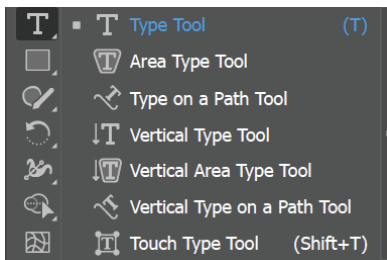 Type Tool (T)
Area Type Tool
Type on a Path Tool
Vertical Type Tool
Vertical Area Type Tool
Vertical Type on a Path Tool
Touch Type Tool (Shift+T)